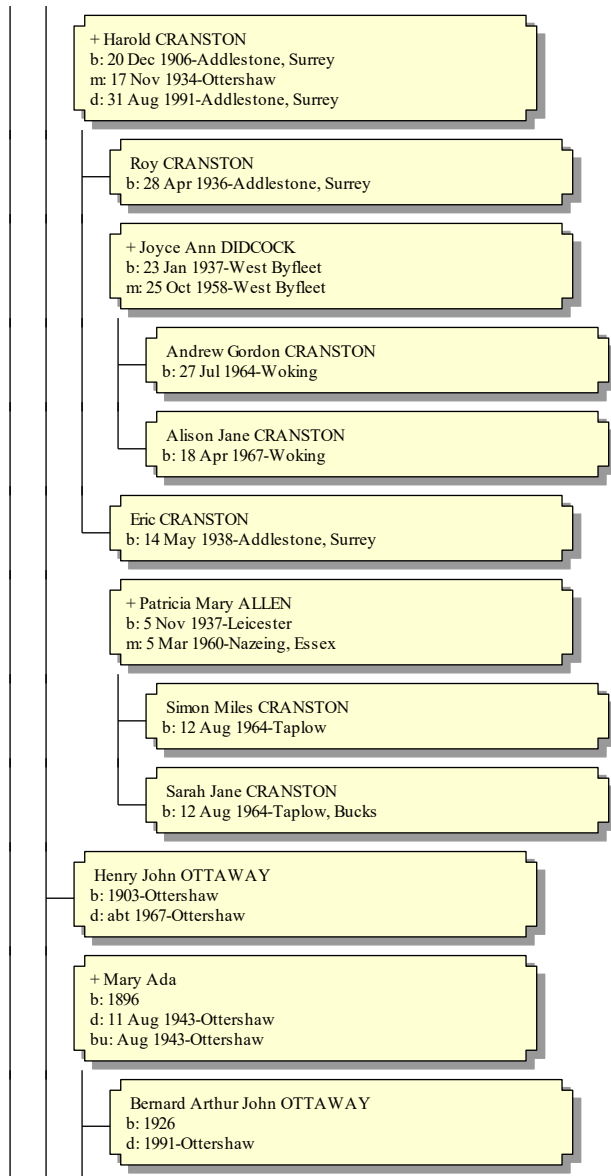 + Harold CRANSTON
b: 20 Dec 1906-Addlestone, Surrey
m: 17 Nov 1934-Ottershaw
d: 31 Aug 1991-Addlestone, Surrey
Roy CRANSTON
b: 28 Apr 1936-Addlestone, Surrey
+ Joyce Ann DIDCOCK
b: 23 Jan 1937-West Byfleet
m: 25 Oct 1958-West Byfleet
Andrew Gordon CRANSTON
b: 27 Jul 1964-Woking
Alison Jane CRANSTON
b: 18 Apr 1967-Woking
Eric CRANSTON
b: 14 May 1938-Addlestone, Surrey
+ Patricia Mary ALLEN
b: 5 Nov 1937-Leicester
m: 5 Mar 1960-Nazeing, Essex
Simon Miles CRANSTON
b: 12 Aug 1964-Taplow
Sarah Jane CRANSTON
b: 12 Aug 1964-Taplow, Bucks
Henry John OTTAWAY
b: 1903-Ottershaw
d: abt 1967-Ottershaw
+ Mary Ada
b: 1896
d: 11 Aug 1943-Ottershaw
bu: Aug 1943-Ottershaw
Bernard Arthur John OTTAWAY
b: 1926
d: 1991-Ottershaw